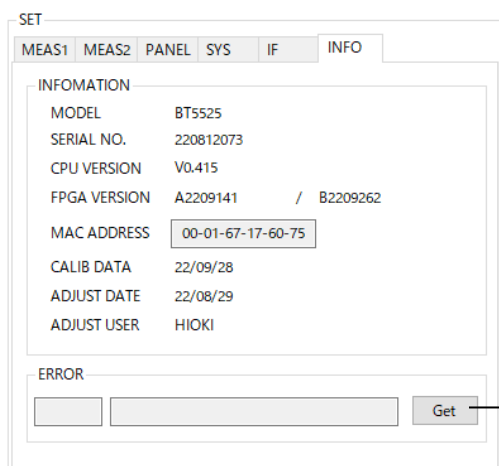 SET
MEAS1 MEAS2 PANEL SYS IF INFO
INFOMATION
MODEL BT5525
SERIAL NO. 220812073
CPU VERSION V0.415
FPGA VERSION A2209141 / B2209262
MAC ADDRESS 00-01-67-17-60-75
CALIB DATA 22/09/28
ADJUST DATE 22/08/29
ADJUST USER HIOKI
ERROR
Get